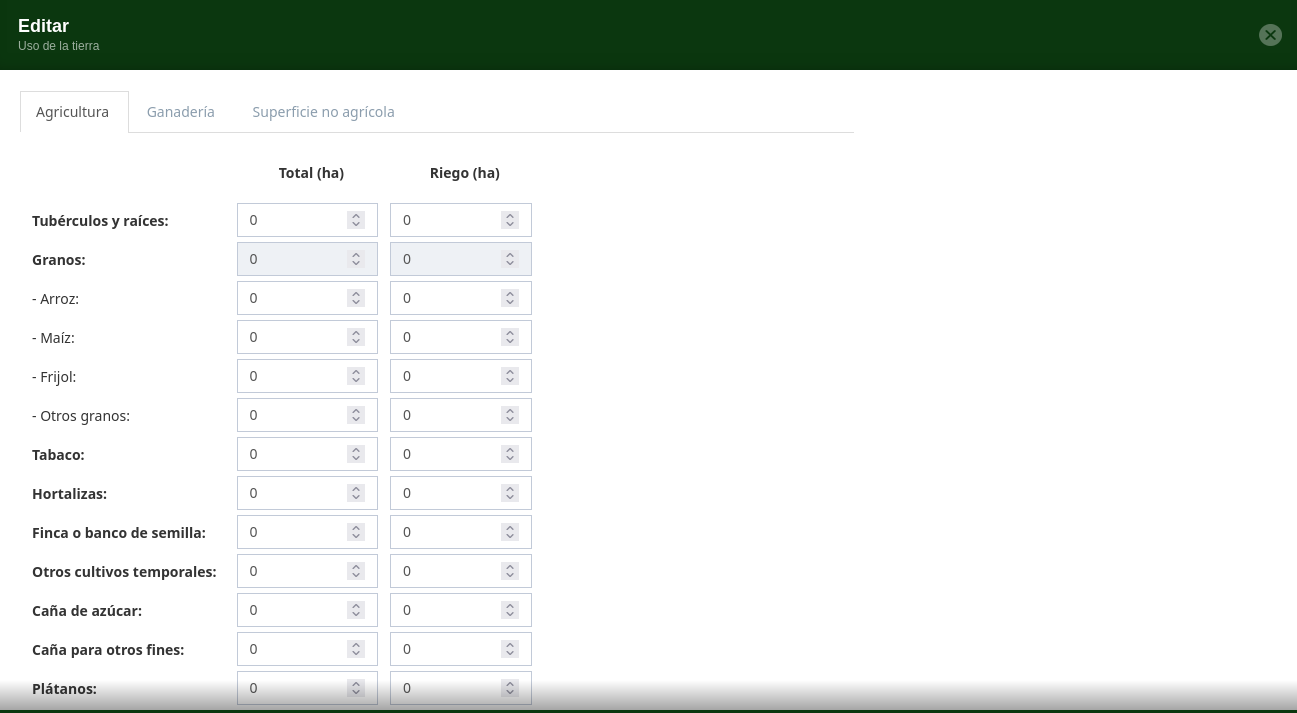 Editar
Uso de la tierra
Agricultura Ganadería Superficie no agrícola
Total (ha) Riego (ha)
Tubérculos y raíces: 0 0
Granos: 0 0
- Arroz: 0 0
- Maíz: 0 0
- Frijol: 0 0
- Otros granos: 0 0
Tabaco: 0 0
Hortalizas: 0 0
Finca o banco de semilla: 0 0
Otros cultivos temporales: 0 0
Caña de azúcar: 0 0
Caña para otros fines: 0 0
Plátanos: 0 0